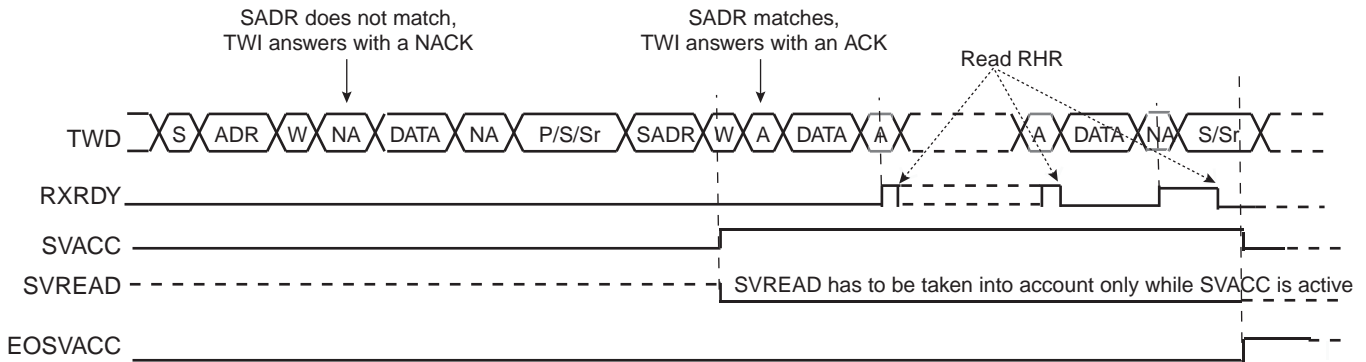 SADR does not match,
TWI answers with a NACK
SADR matches,
TWI answers with an ACK
Read RHR
TWD S ADR W NA DATA NA P/S/Sr SADR W A DATA A A DATA NA S/Sr
RXRDY
SVACC
SVREAD SVREAD has to be taken into account only while SVACC is active
EOSVACC